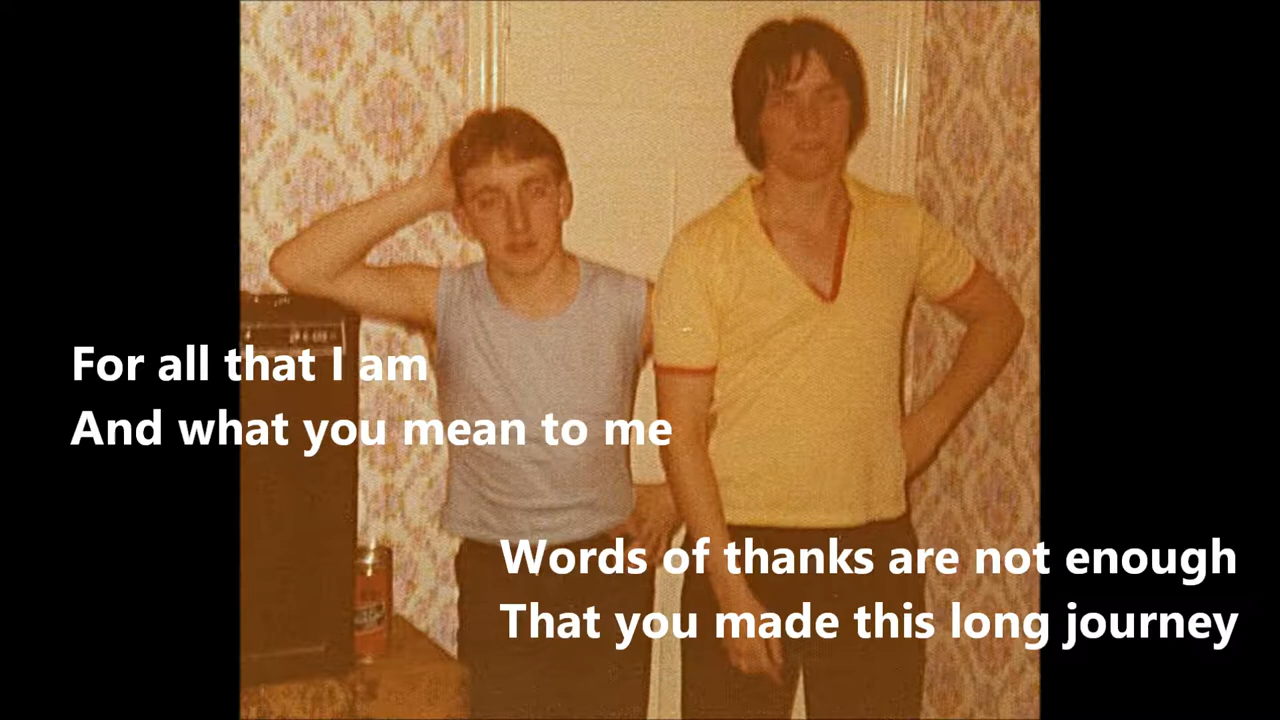 For all that I am
And what you mean to me
Words of thanks are not enough
That you made this long journey